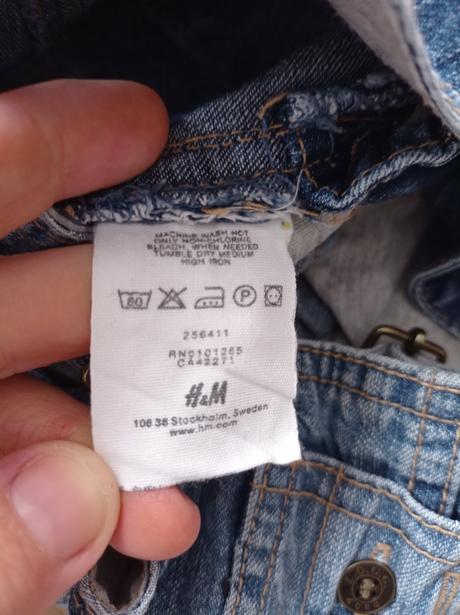 MACHINE WASH HOT
ONLY NON-CHLORINE
BLEACH, WHEN NEEDED
TUMBLE DRY MEDIUM
HIGH IRON
60
P
256411
RN0101255
CA42271
H&M
106 38 Stockholm, Sweden
www.hm.com